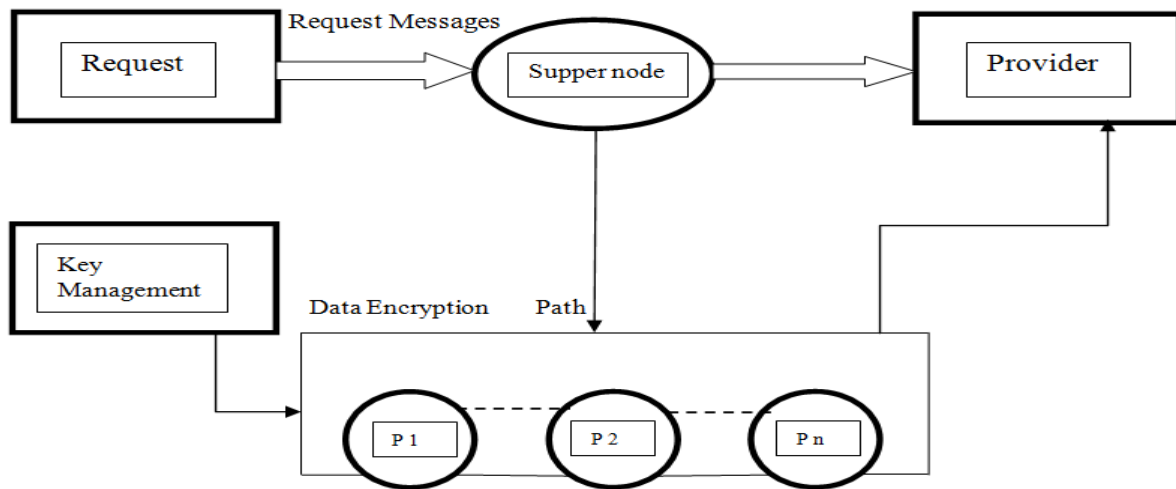 Request Messages
Request
Supper node
Provider
Key
Management
Data Encryption
Path
P 1
P 2
P n